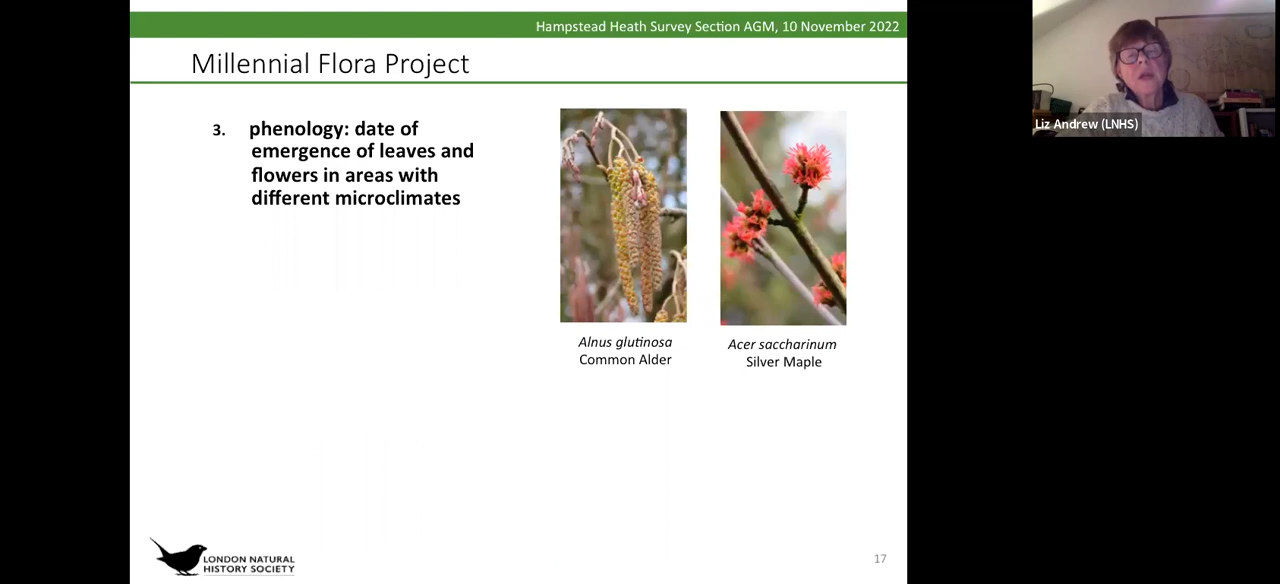 Hampstead Heath Survey Section AGM, 10 November 2022
Millennial Flora Project
3. phenology: date of
emergence of leaves and
flowers in areas with
different microclimates
Alnus glutinosa
Common Alder
Acer saccharinum
Silver Maple
LONDON NATURAL
HISTORY SOCIETY
17
Liz Andrew (LNHS)